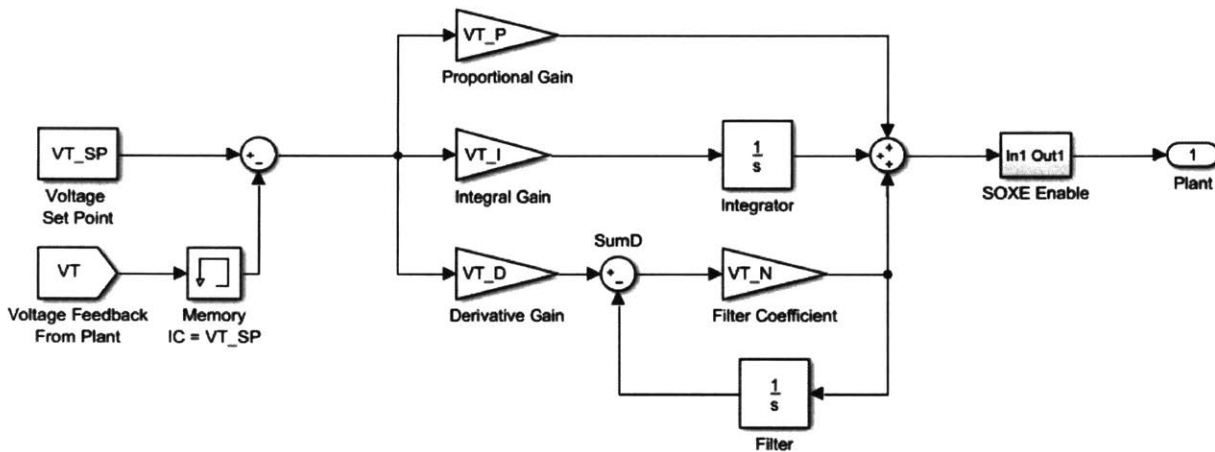 VT_P
Proportional Gain
VT_SP
Voltage
Set Point
+
-
VT_I
Integral Gain
1
s
Integrator
+
+
+
In1 Out1
SOXE Enable
1
Plant
VT
Voltage Feedback
From Plant
Memory
IC = VT_SP
VT_D
Derivative Gain
SumD
+
-
VT_N
Filter Coefficient
1
s
Filter